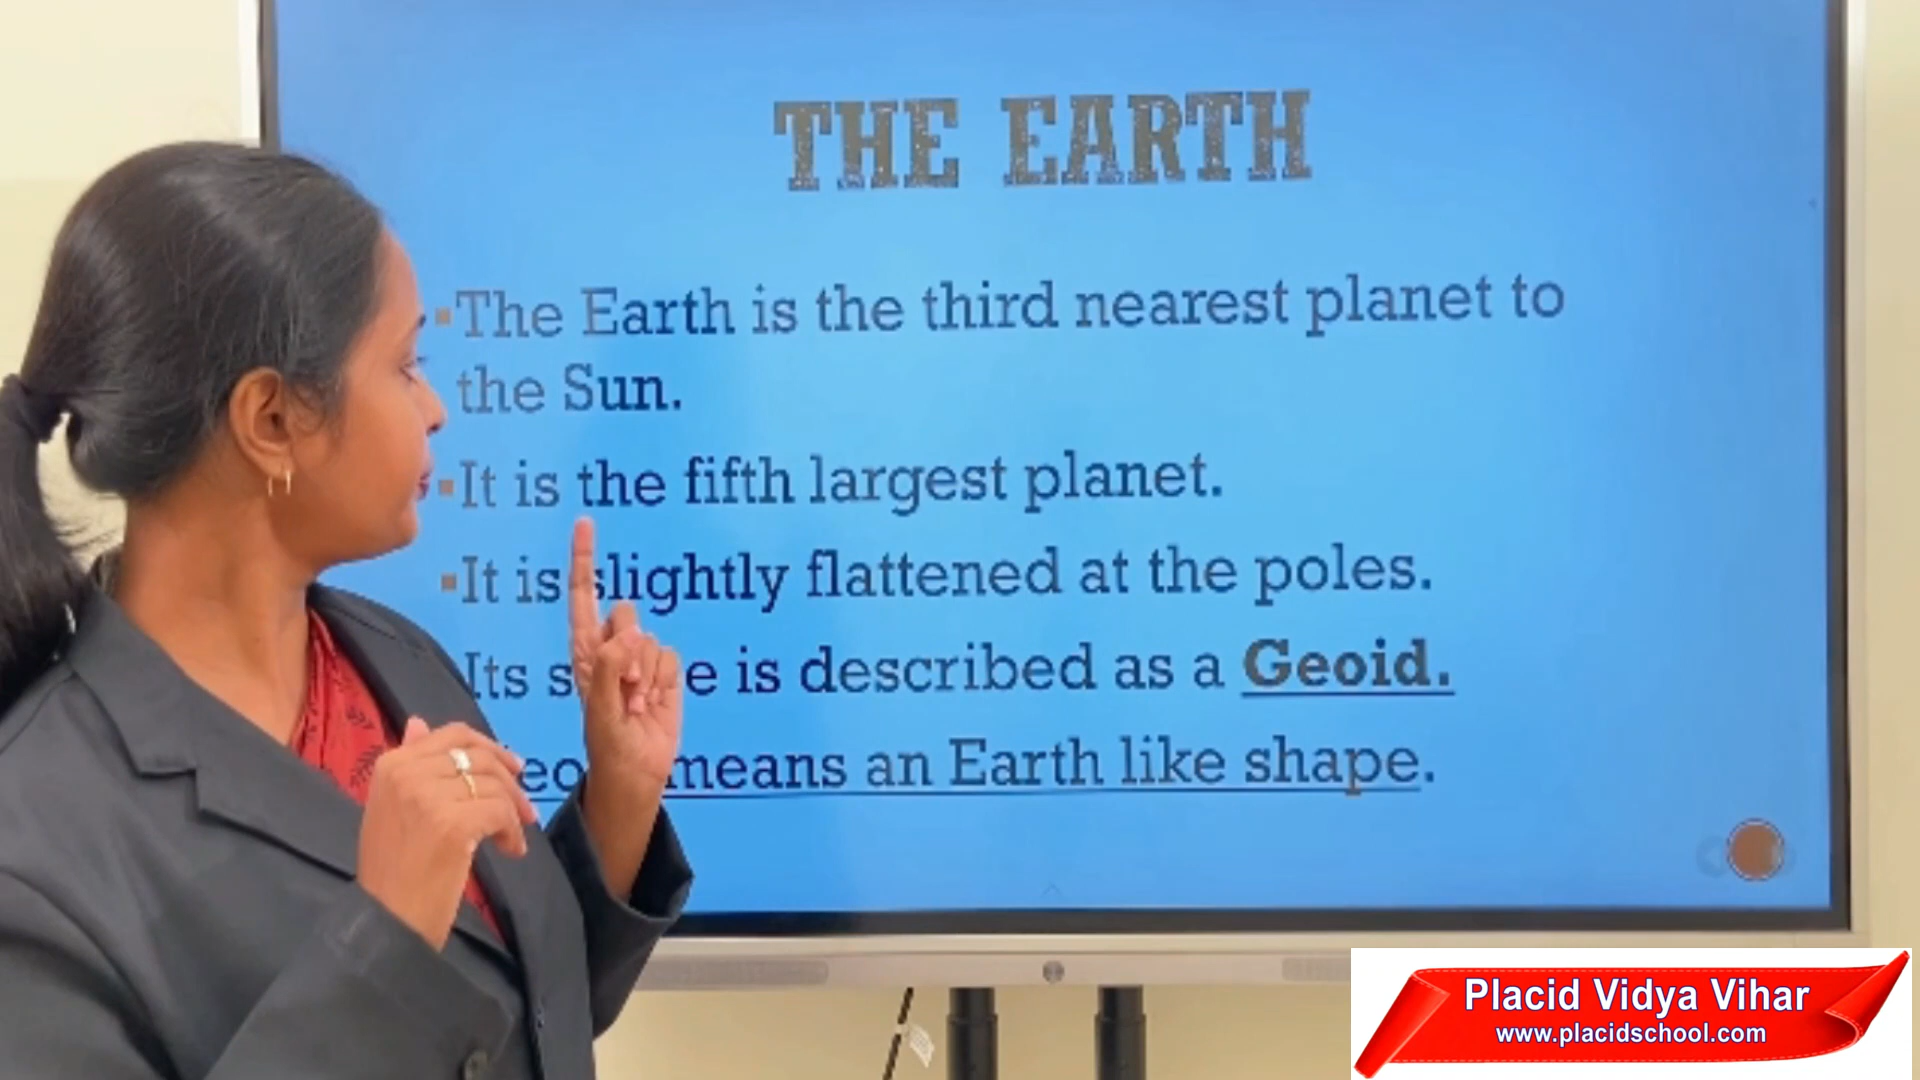 THE EARTH
▪The Earth is the third nearest planet to
the Sun.
▪It is the fifth largest planet.
▪It is slightly flattened at the poles.
Its is described as a Geoid.
means an Earth like shape.
Placid Vidya Vihar
www.placidschool.com